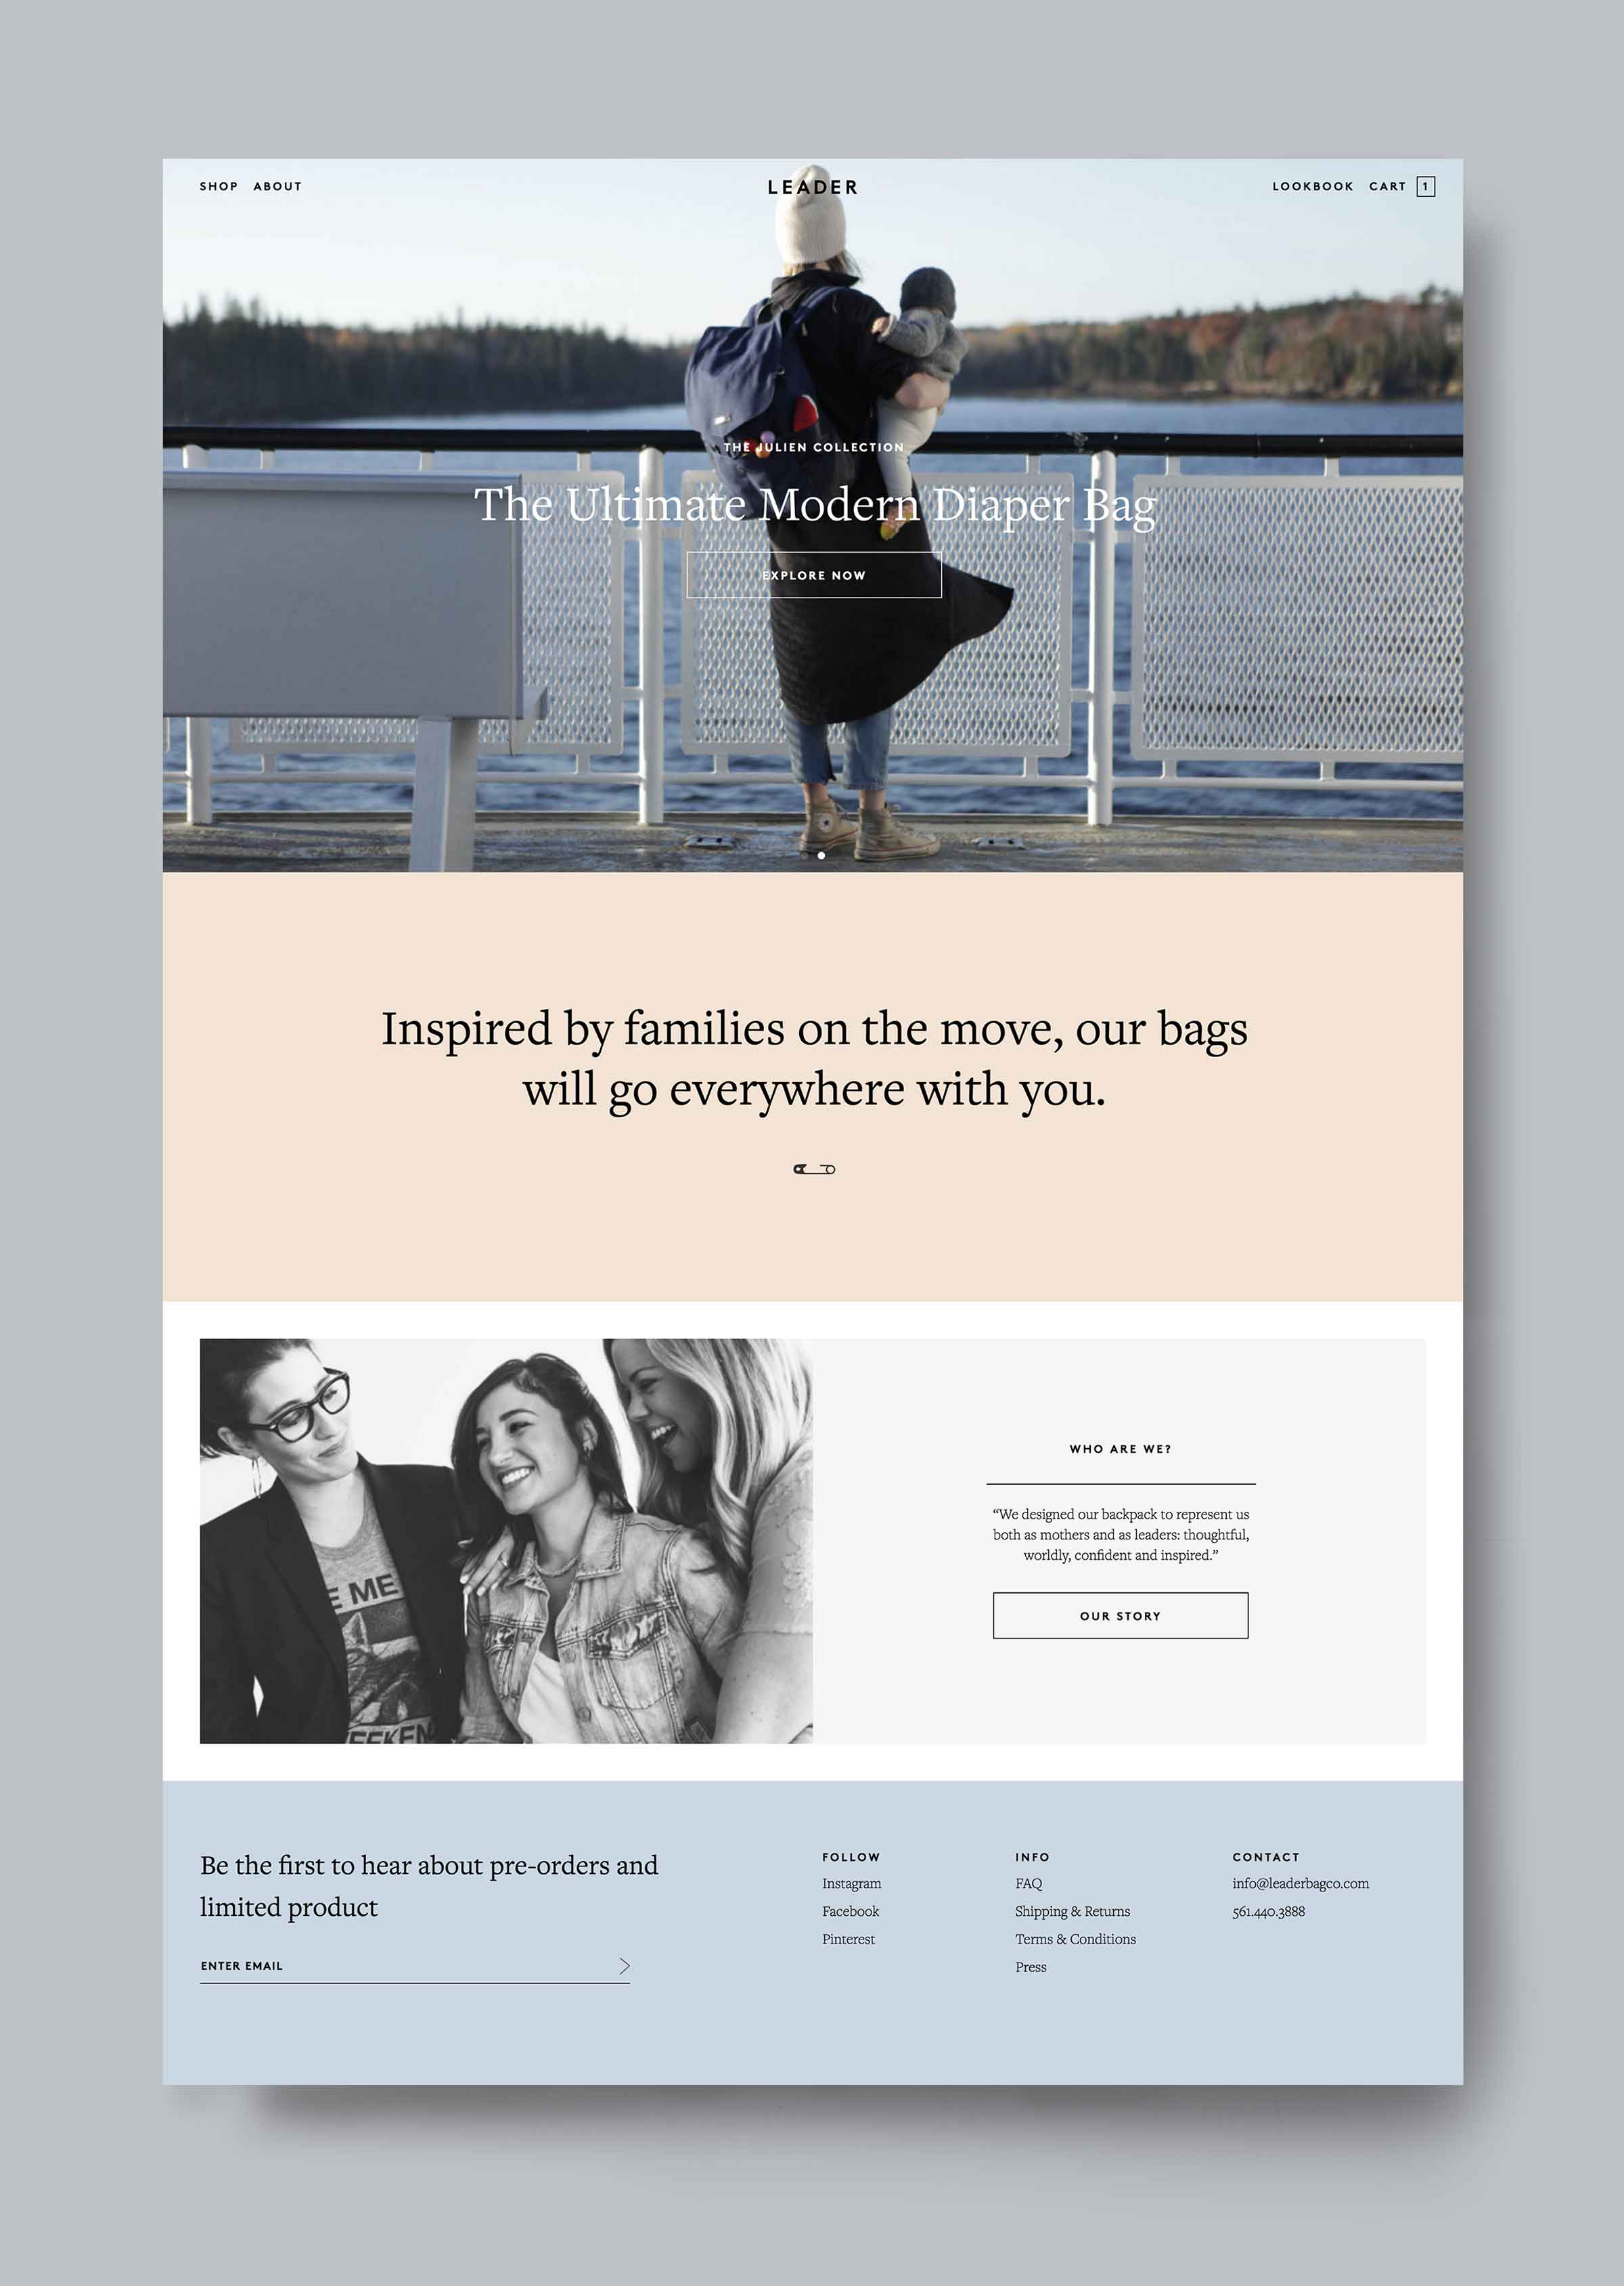 SHOP ABOUT
LEADER
LOOKBOOK CART 1
THE JULIEN COLLECTION
The Ultimate Modern Diaper Bag
EXPLORE NOW
Inspired by families on the move, our bags
will go everywhere with you.
E ME
WHO ARE WE?
“We designed our backpack to represent us
both as mothers and as leaders: thoughtful,
worldly, confident and inspired.”
OUR STORY
Be the first to hear about pre-orders and
limited product
ENTER EMAIL
FOLLOW
Instagram
Facebook
Pinterest
INFO
FAQ
Shipping & Returns
Terms & Conditions
Press
CONTACT
info@leaderbagco.com
561.440.3888